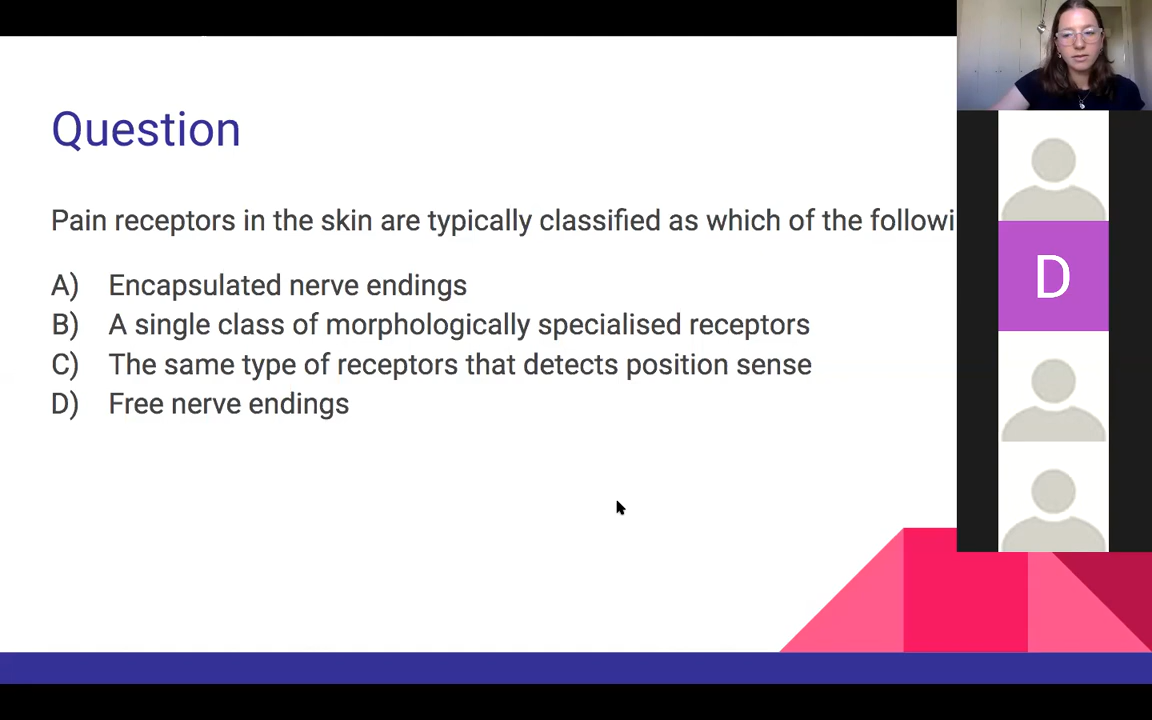 Question
Pain receptors in the skin are typically classified as which of the
A) Encapsulated nerve endings
B) A single class of morphologically specialised receptors
C) The same type of receptors that detects position sense
D) Free nerve endings
D